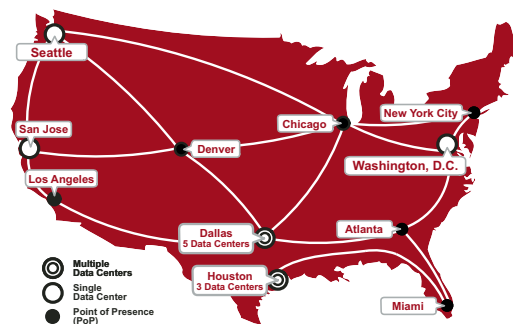 Seattle
New York City
Chicago
San Jose
Denver
Washington, D.C.
Los Angeles
Dallas
5 Data Centers
Atlanta
Houston
3 Data Centers
Miami
Multiple
Data Centers
Single
Data Center
Point of Presence
(PoP)